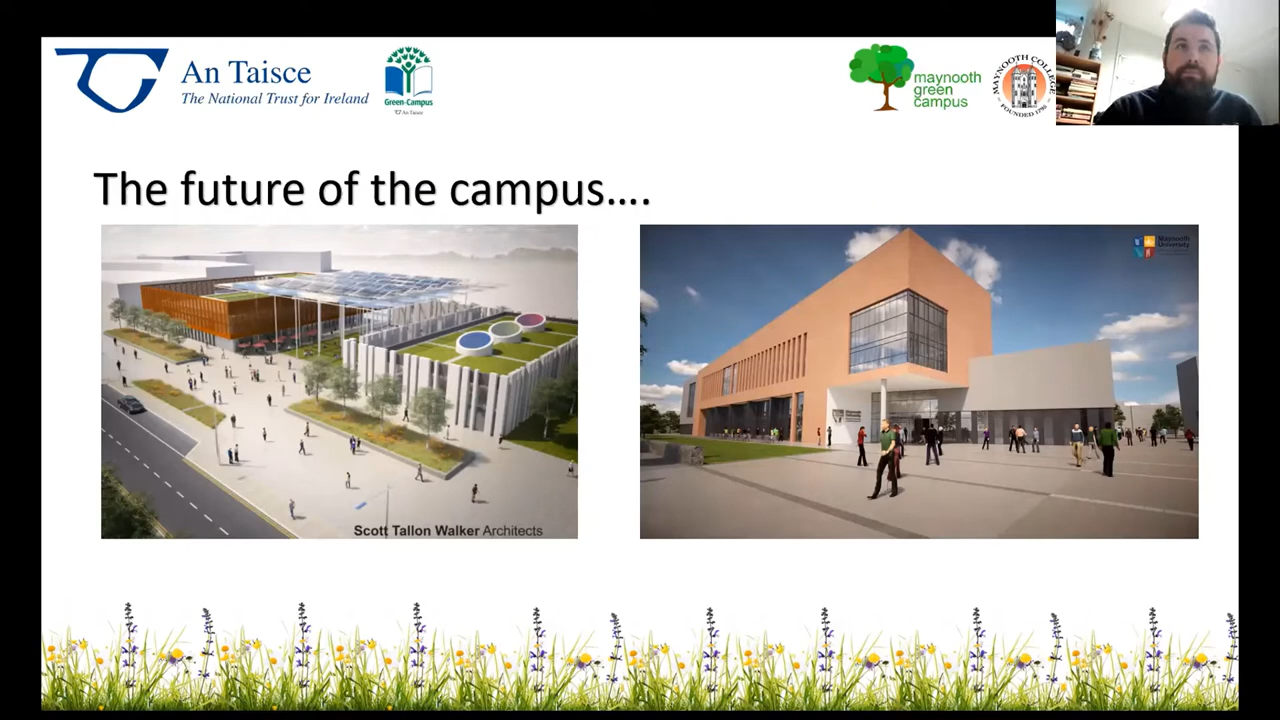 An Taisce
The National Trust for Ireland
Green-Campus
An Taisce
maynooth
green
campus
MAYNOOTH COLLEGE
FOUNDED 1795
The future of the campus….
Maynooth
University
Scott Tallon Walker Architects